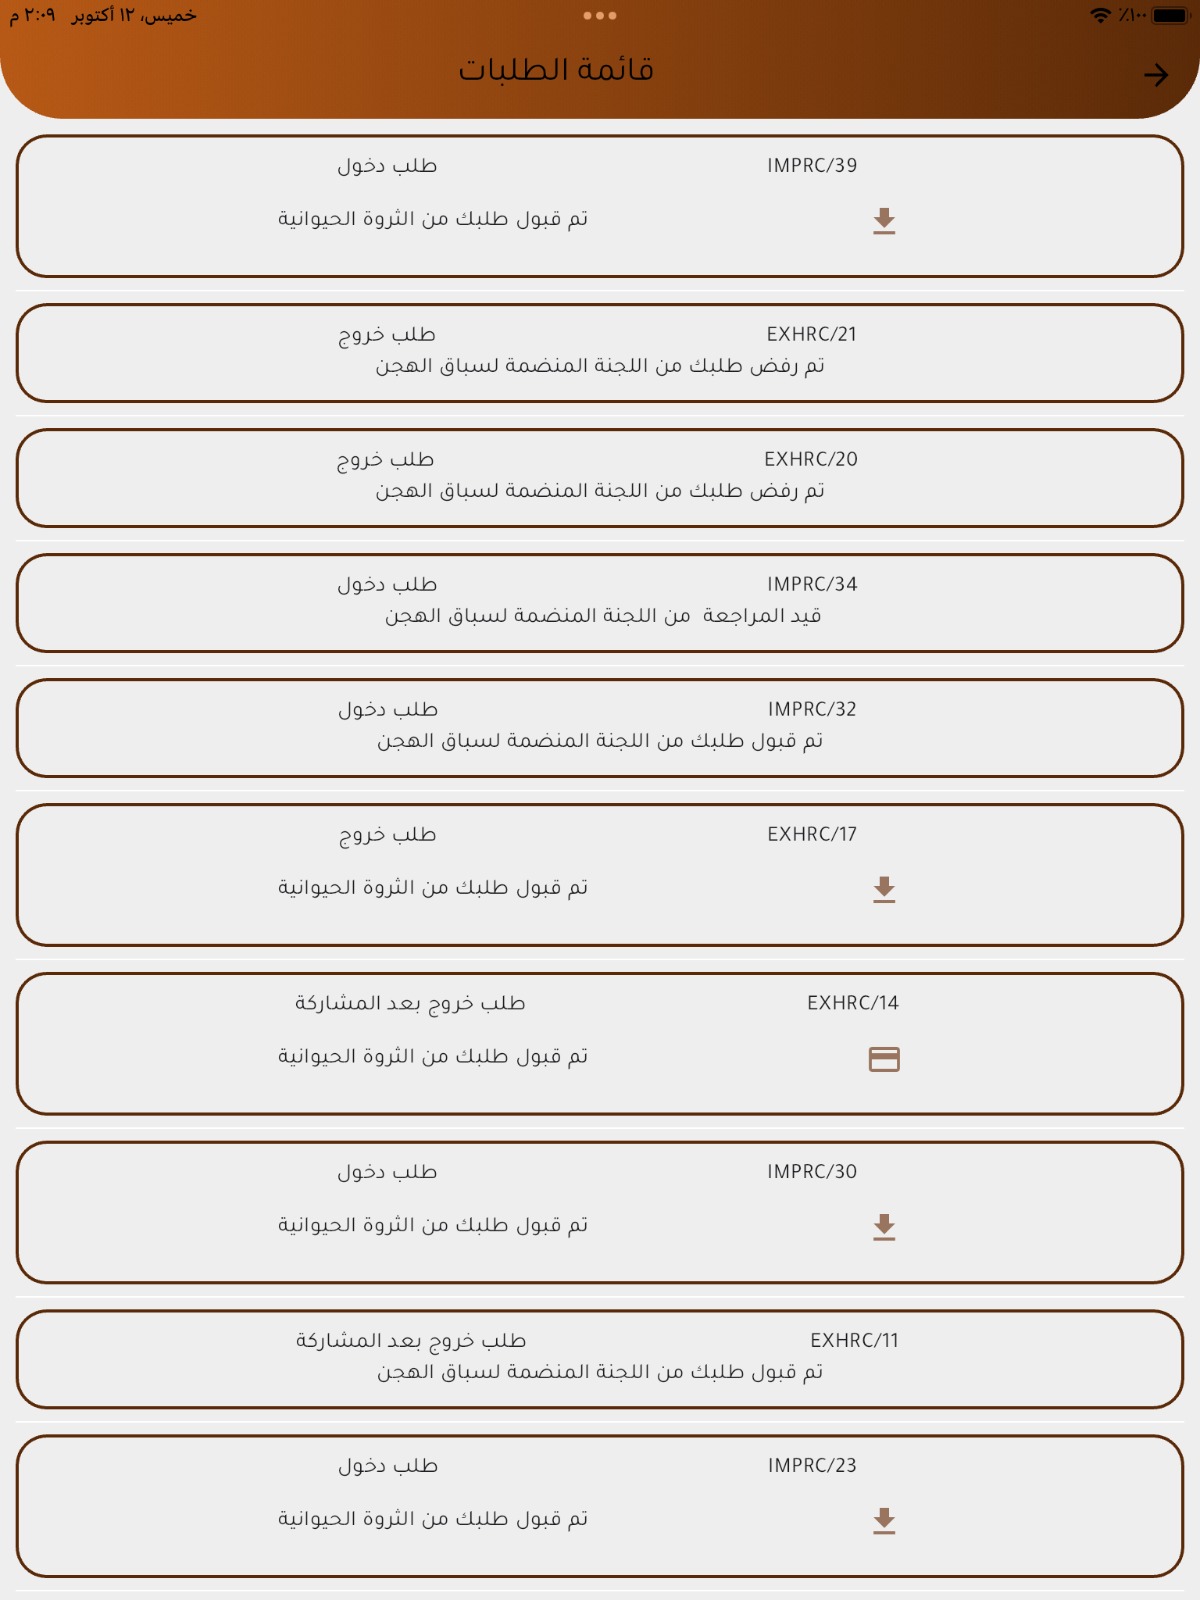 خميس، ١٢ أكتوبر ٢:٠٩ م
٪١٠٠
قائمة الطلبات
IMPRC/39 طلب دخول
تم قبول طلبك من الثروة الحيوانية
EXHRC/21 طلب خروج
تم رفض طلبك من اللجنة المنضمة لسباق الهجن
EXHRC/20 طلب خروج
تم رفض طلبك من اللجنة المنضمة لسباق الهجن
IMPRC/34 طلب دخول
قيد المراجعة من اللجنة المنضمة لسباق الهجن
IMPRC/32 طلب دخول
تم قبول طلبك من اللجنة المنضمة لسباق الهجن
EXHRC/17 طلب خروج
تم قبول طلبك من الثروة الحيوانية
EXHRC/14 طلب خروج بعد المشاركة
تم قبول طلبك من الثروة الحيوانية
IMPRC/30 طلب دخول
تم قبول طلبك من الثروة الحيوانية
EXHRC/11 طلب خروج بعد المشاركة
تم قبول طلبك من اللجنة المنضمة لسباق الهجن
IMPRC/23 طلب دخول
تم قبول طلبك من الثروة الحيوانية